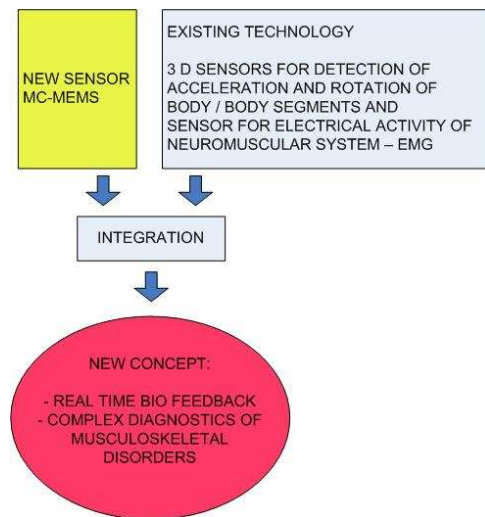 NEW SENSOR
MC-MEMS
EXISTING TECHNOLOGY
3 D SENSORS FOR DETECTION OF
ACCELERATION AND ROTATION OF
BODY / BODY SEGMENTS AND
SENSOR FOR ELECTRICAL ACTIVITY OF
NEUROMUSCULAR SYSTEM – EMG
INTEGRATION
NEW CONCEPT:
- REAL TIME BIO FEEDBACK
- COMPLEX DIAGNOSTICS OF
MUSCULOSKELETAL
DISORDERS